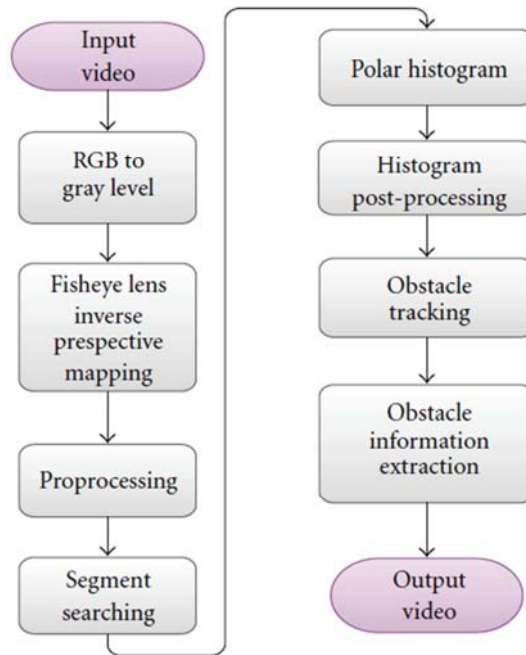 Input
video
RGB to
gray level
Fisheye lens
inverse
prespective
mapping
Proprocessing
Segment
searching
Polar histogram
Histogram
post-processing
Obstacle
tracking
Obstacle
information
extraction
Output
video